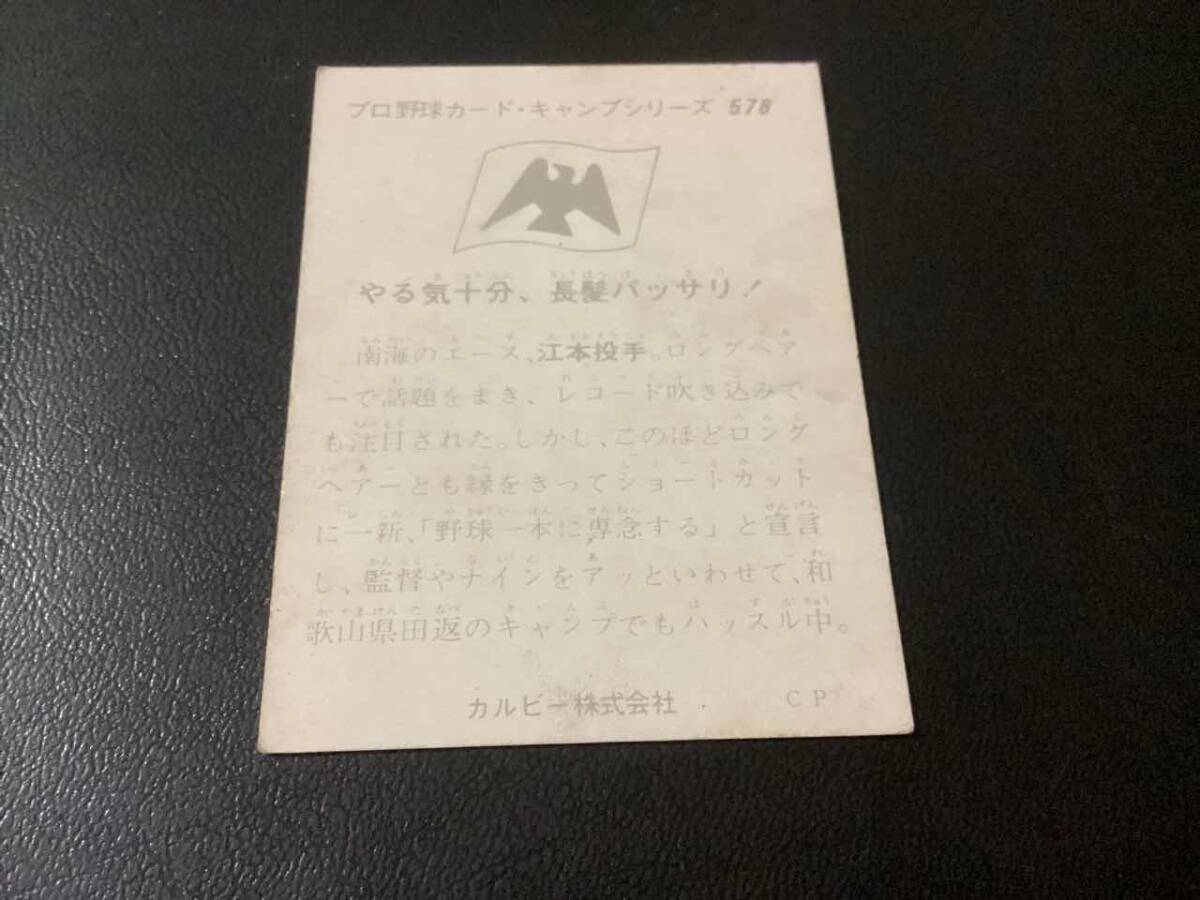 プロ野球カード・キャンプシリーズ 578
やる気十分、長髪バッサリ!
南海のエース、江本投手。ロングヘア
ーで話題をまき、レコード吹き込みで
も注目された。しかし、このほどロング
ヘアーとも縁をきってショートカット
に一新、「野球一本に専念する」と宣言
し、監督やナインをアッといわせて、和
歌山県田辺のキャンプでもハッスル中。
カルビー株式会社 CP